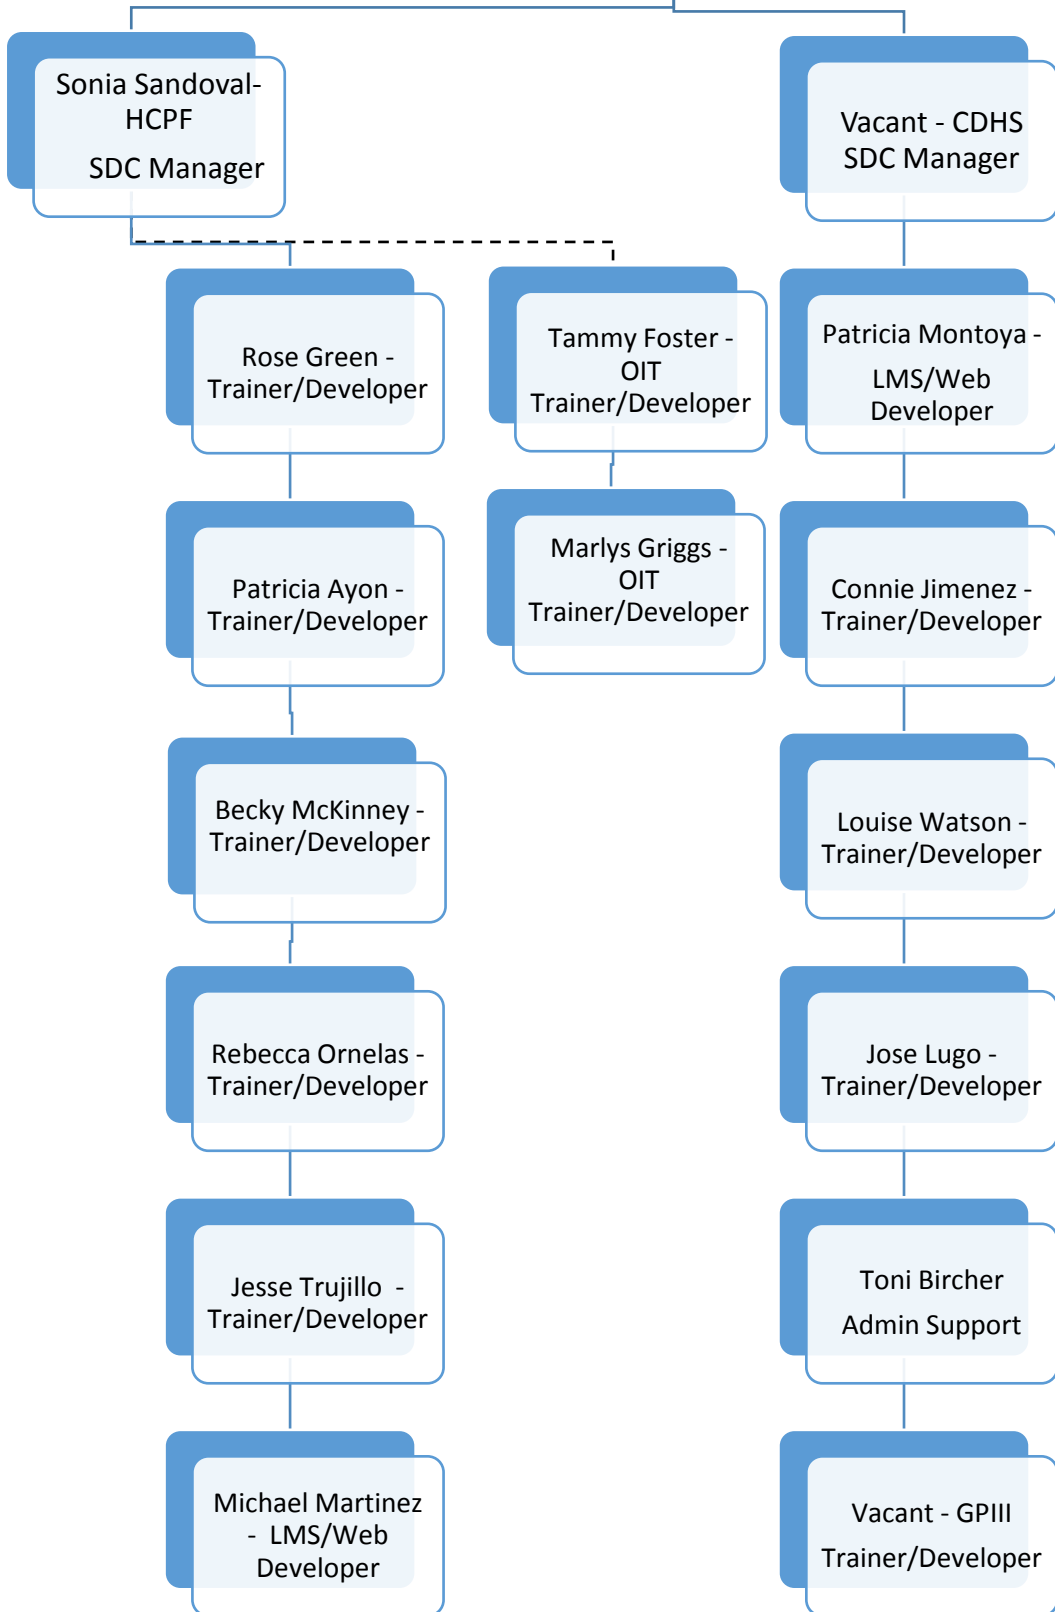 Sonia Sandoval-
HCPF
SDC Manager
Vacant - CDHS
SDC Manager
Rose Green -
Trainer/Developer
Tammy Foster -
OIT
Trainer/Developer
Patricia Montoya -
LMS/Web
Developer
Patricia Ayon -
Trainer/Developer
Marlys Griggs -
OIT
Trainer/Developer
Connie Jimenez -
Trainer/Developer
Becky McKinney -
Trainer/Developer
Louise Watson -
Trainer/Developer
Rebecca Ornelas -
Trainer/Developer
Jose Lugo -
Trainer/Developer
Jesse Trujillo  -
Trainer/Developer
Toni Bircher
Admin Support
Michael Martinez
-  LMS/Web
Developer
Vacant - GPIII
Trainer/Developer